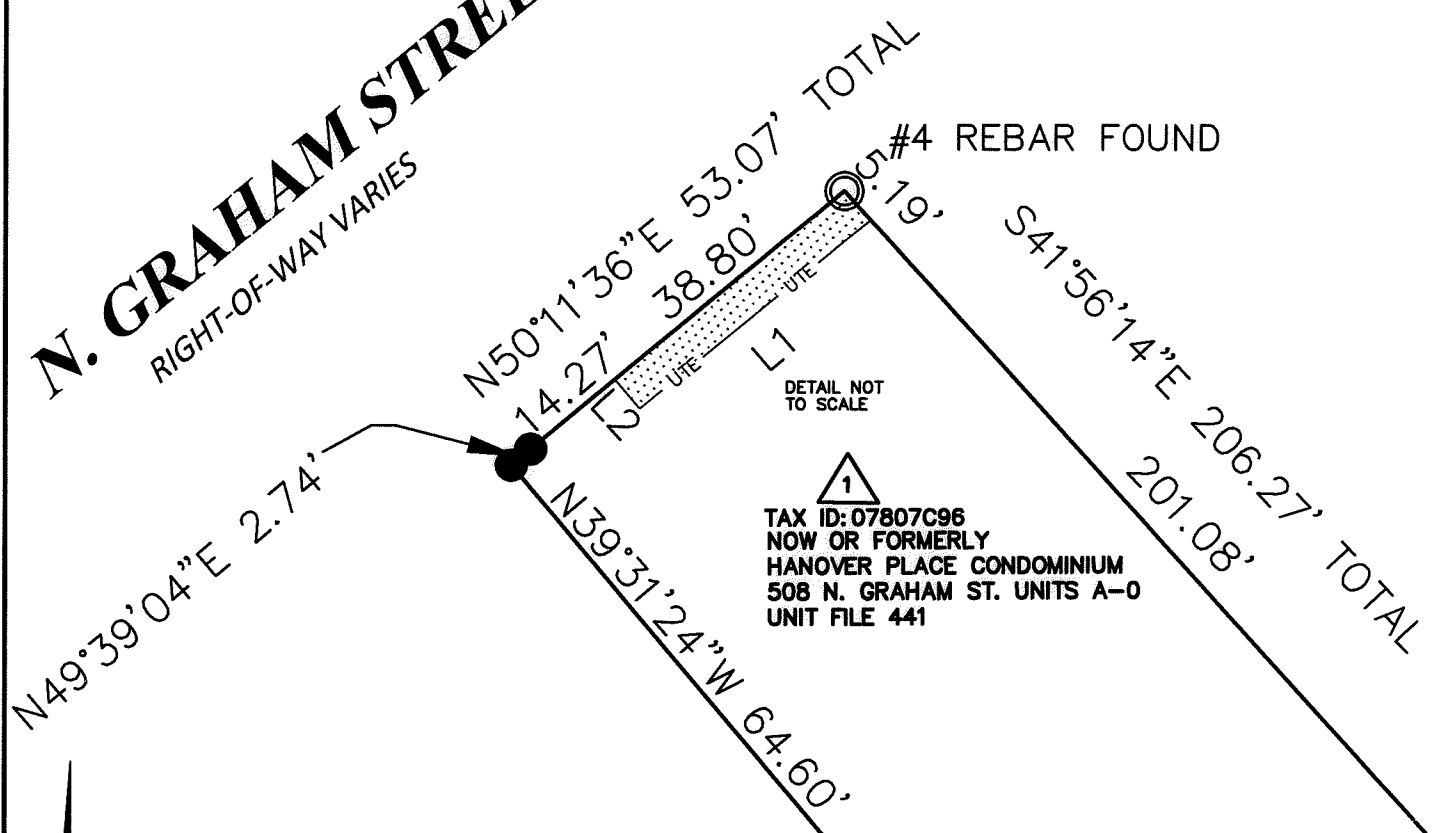 N. GRAHAM STREE
RIGHT-OF-WAY VARIES
N50°11'36"E 53.07' TOTAL
14.27' 38.80'
#4 REBAR FOUND
5.19'
S41°56'14"E 206.27' TOTAL
201.08'
UTE UTE
L1
L2
DETAIL NOT
TO SCALE
1
TAX ID: 07807C96
NOW OR FORMERLY
HANOVER PLACE CONDOMINIUM
508 N. GRAHAM ST. UNITS A-O
UNIT FILE 441
N49°39'04"E 2.74'
N39°31'24"W 64.60'